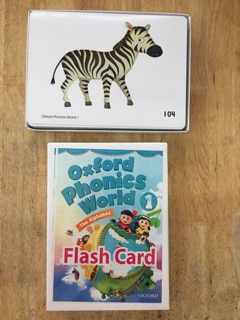 Oxford Phonics World 1
104
Oxford
Phonics
World 1
The Alphabet
Flash Card
OXFORD